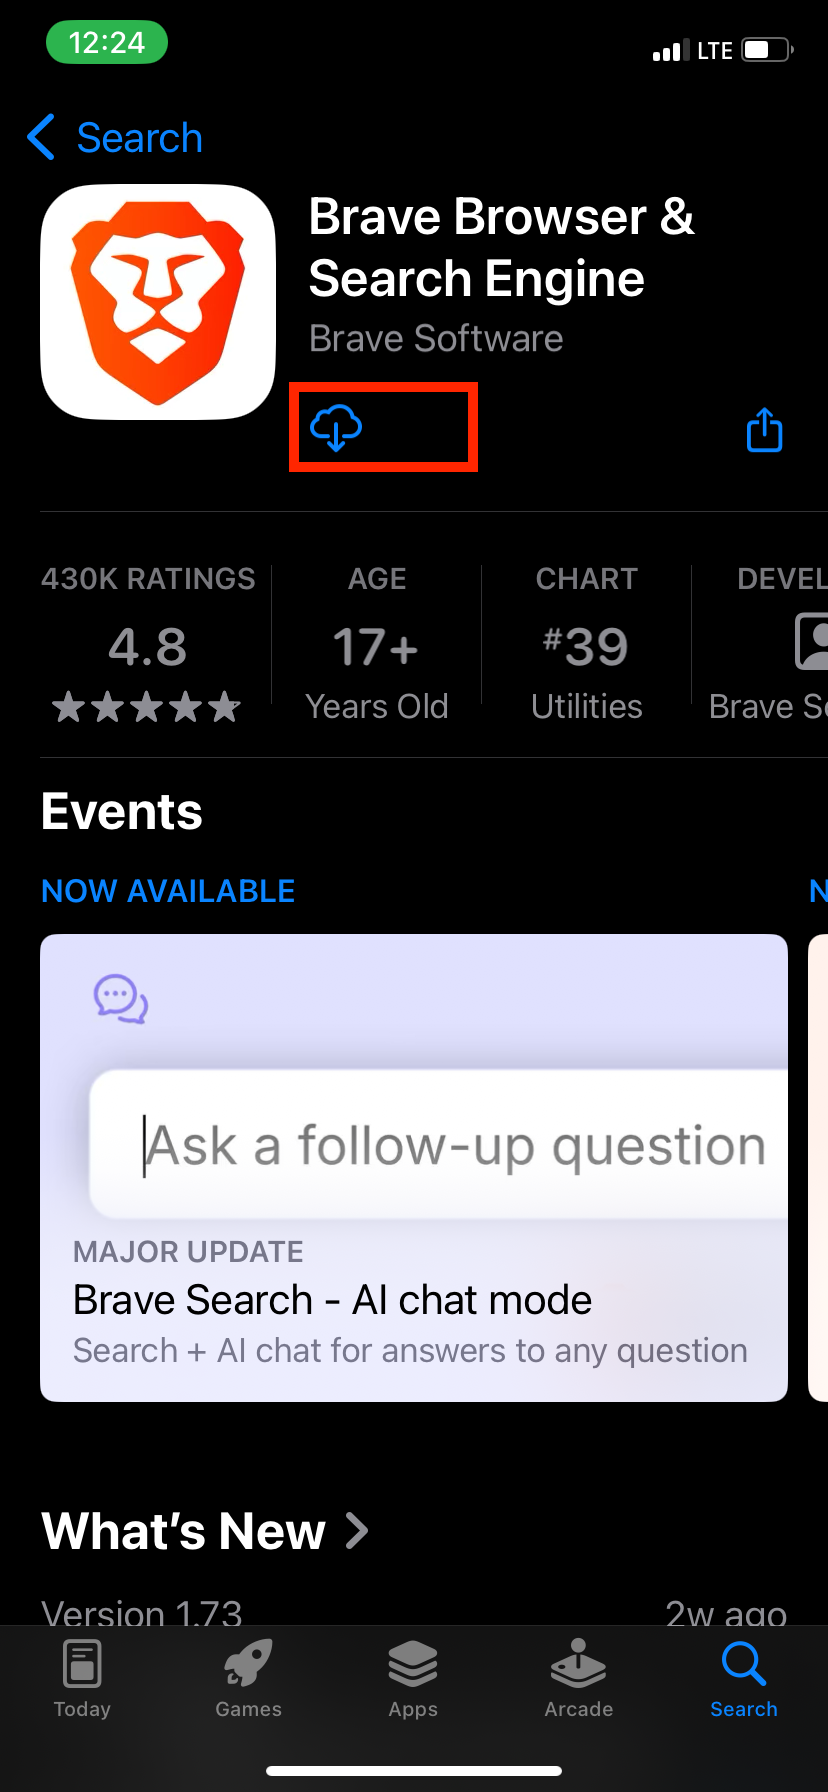 12:24
LTE
Search
Brave Browser &
Search Engine
Brave Software
430K RATINGS
4.8
AGE
17+
Years Old
CHART
#39
Utilities
DEVEL
Brave So
Events
NOW AVAILABLE
N
Ask a follow-up question
MAJOR UPDATE
Brave Search - AI chat mode
Search + AI chat for answers to any question
What's New
Version 1.73
2w ago
Today
Games
Apps
Arcade
Search